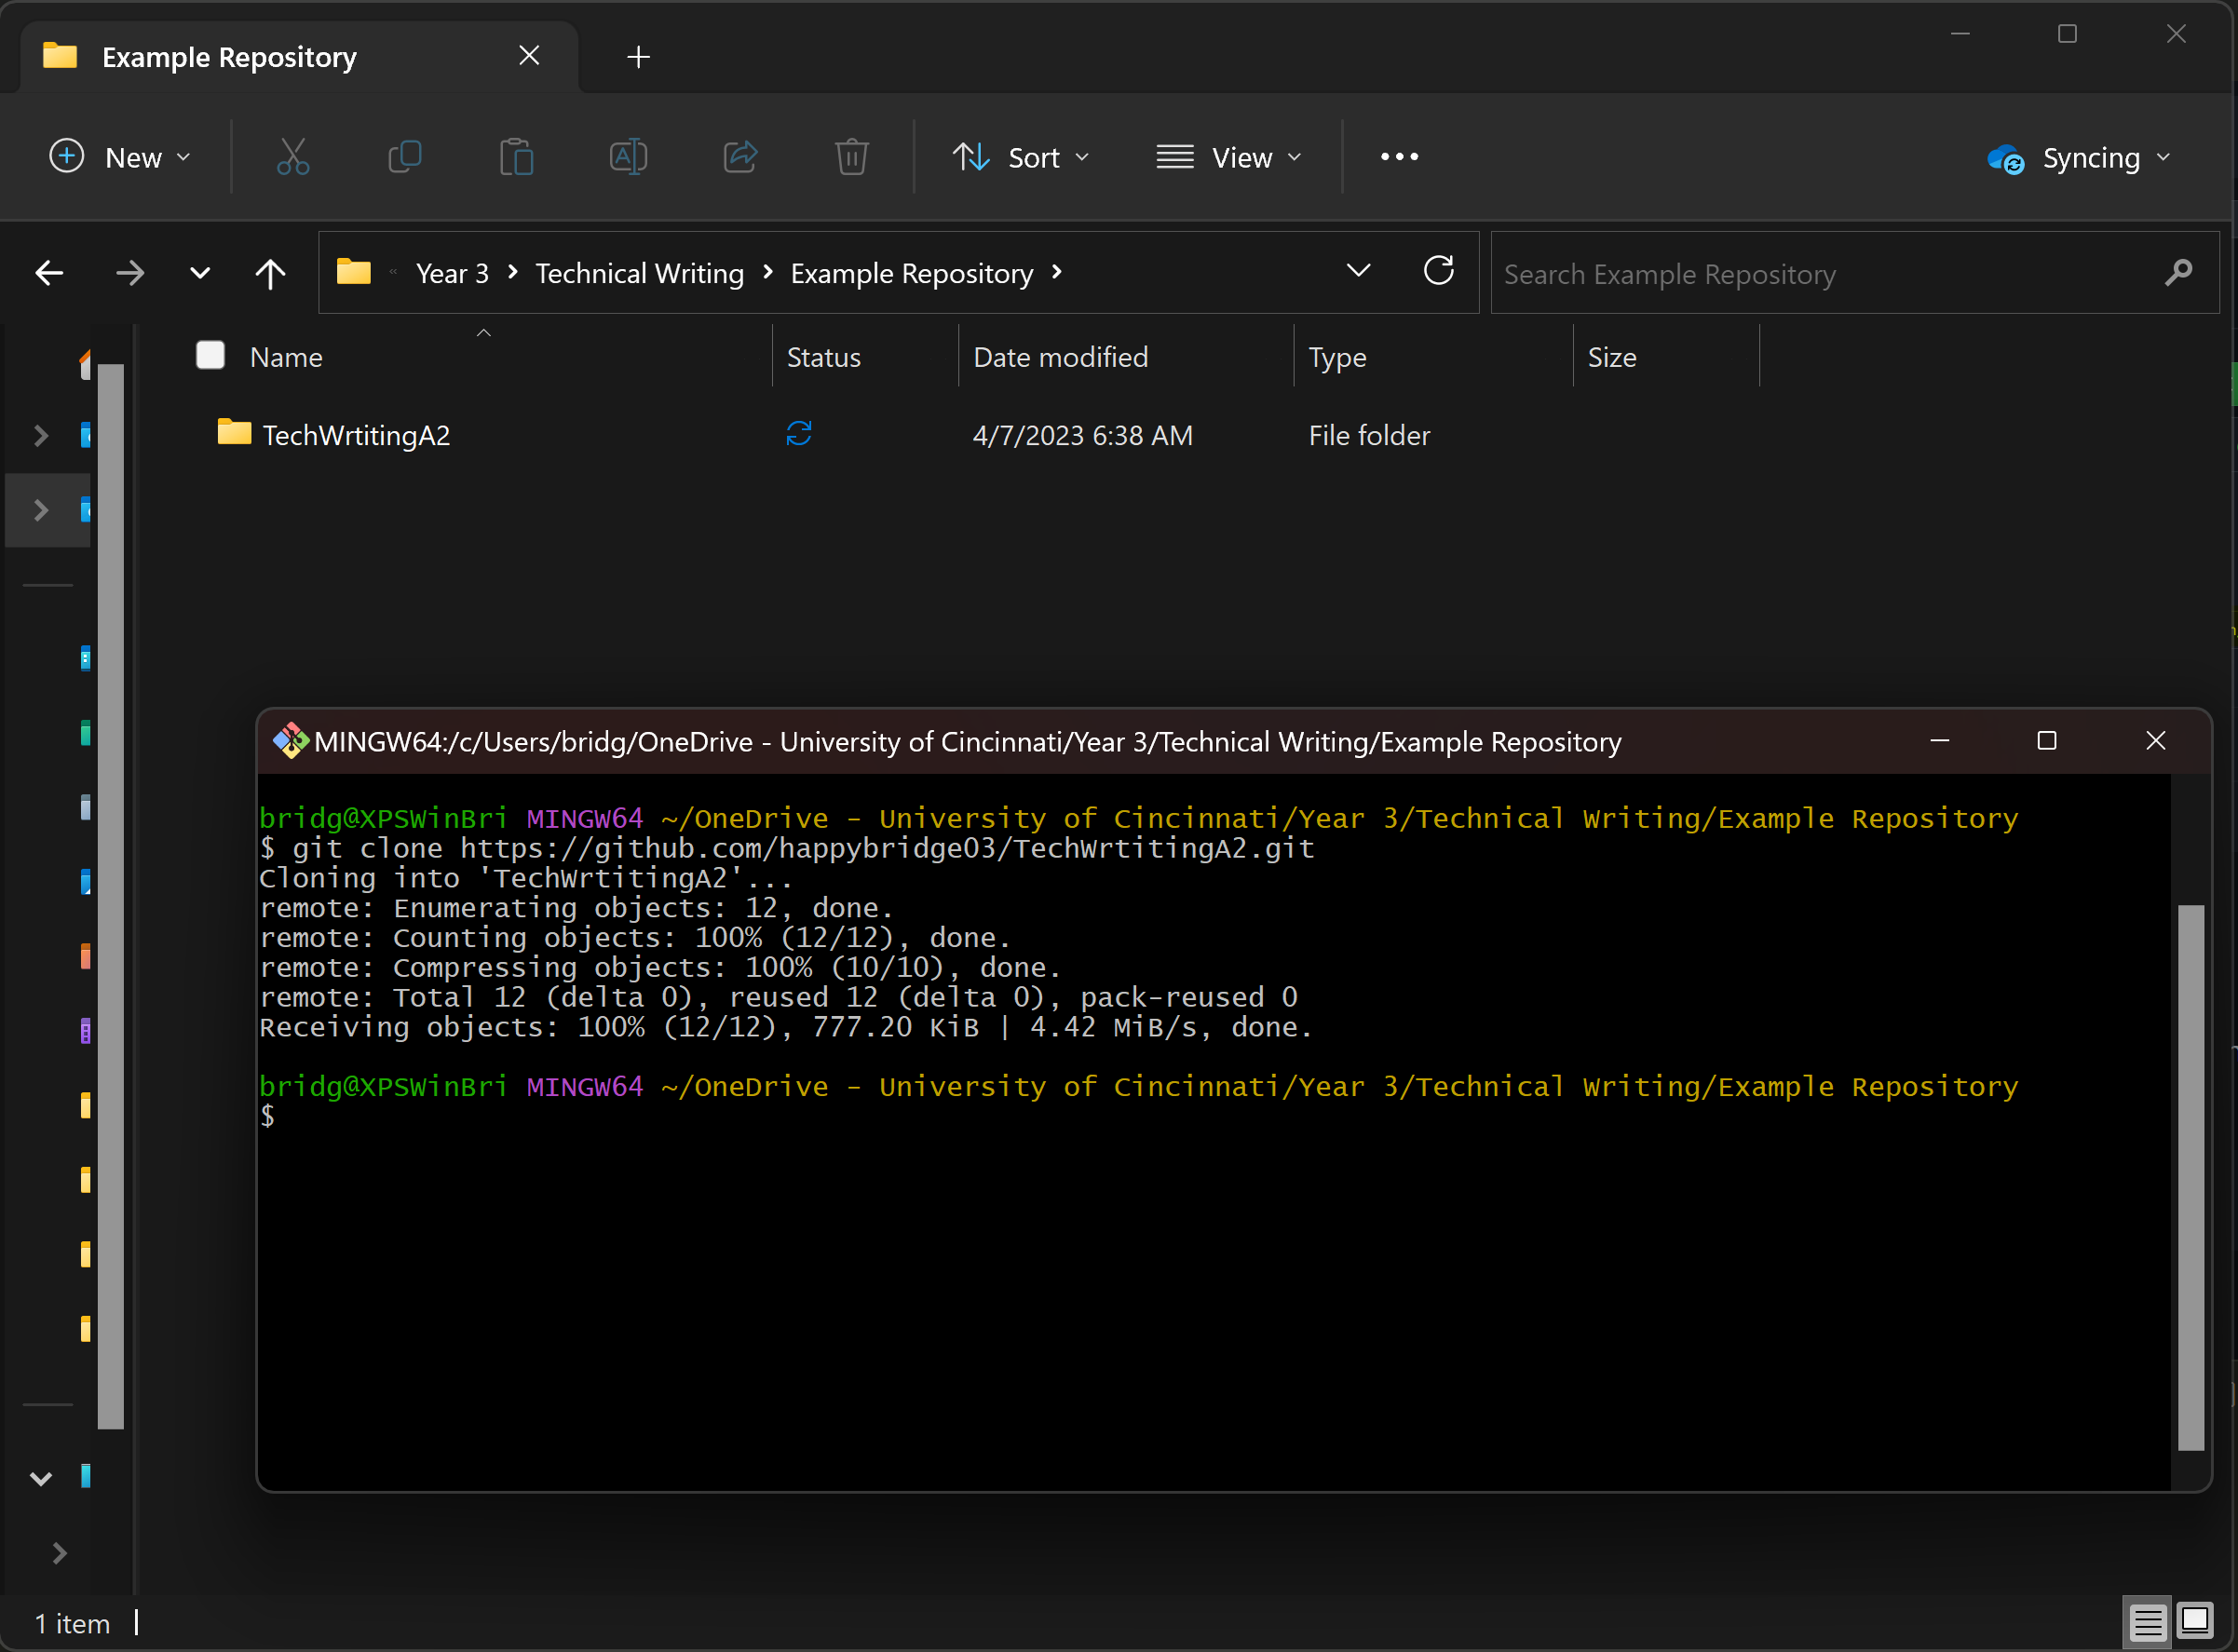 Example Repository
New
Sort
View
Syncing
Year 3 Technical Writing Example Repository
Search Example Repository
Name Status Date modified Type Size
TechWrtitingA2 4/7/2023 6:38 AM File folder
MINGW64:/c/Users/bridg/OneDrive - University of Cincinnati/Year 3/Technical Writing/Example Repository
bridg@XPSWinBri MINGW64 ~/OneDrive - University of Cincinnati/Year 3/Technical Writing/Example Repository
$ git clone https://github.com/happybridge03/TechWrtitingA2.git
Cloning into 'TechWrtitingA2'...
remote: Enumerating objects: 12, done.
remote: Counting objects: 100% (12/12), done.
remote: Compressing objects: 100% (10/10), done.
remote: Total 12 (delta 0), reused 12 (delta 0), pack-reused 0
Receiving objects: 100% (12/12), 777.20 KiB | 4.42 MiB/s, done.
bridg@XPSWinBri MINGW64 ~/OneDrive - University of Cincinnati/Year 3/Technical Writing/Example Repository
$
1 item